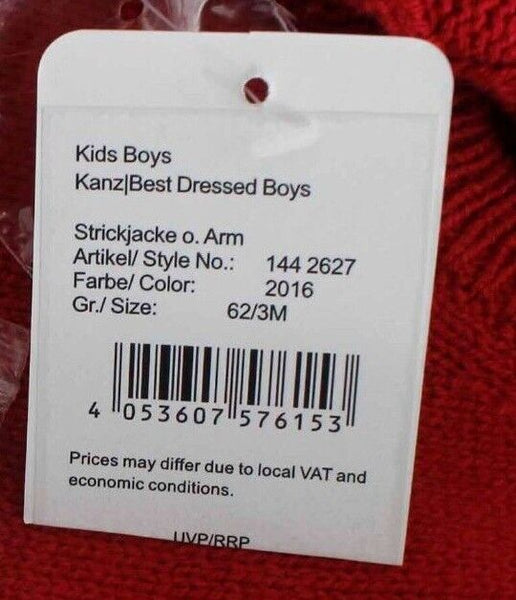 Kids Boys
Kanz|Best Dressed Boys
Strickjacke o. Arm
Artikel/ Style No.: 144 2627
Farbe/ Color: 2016
Gr./ Size: 62/3M
4 053607 576153
Prices may differ due to local VAT and
economic conditions.
UVP/RRP